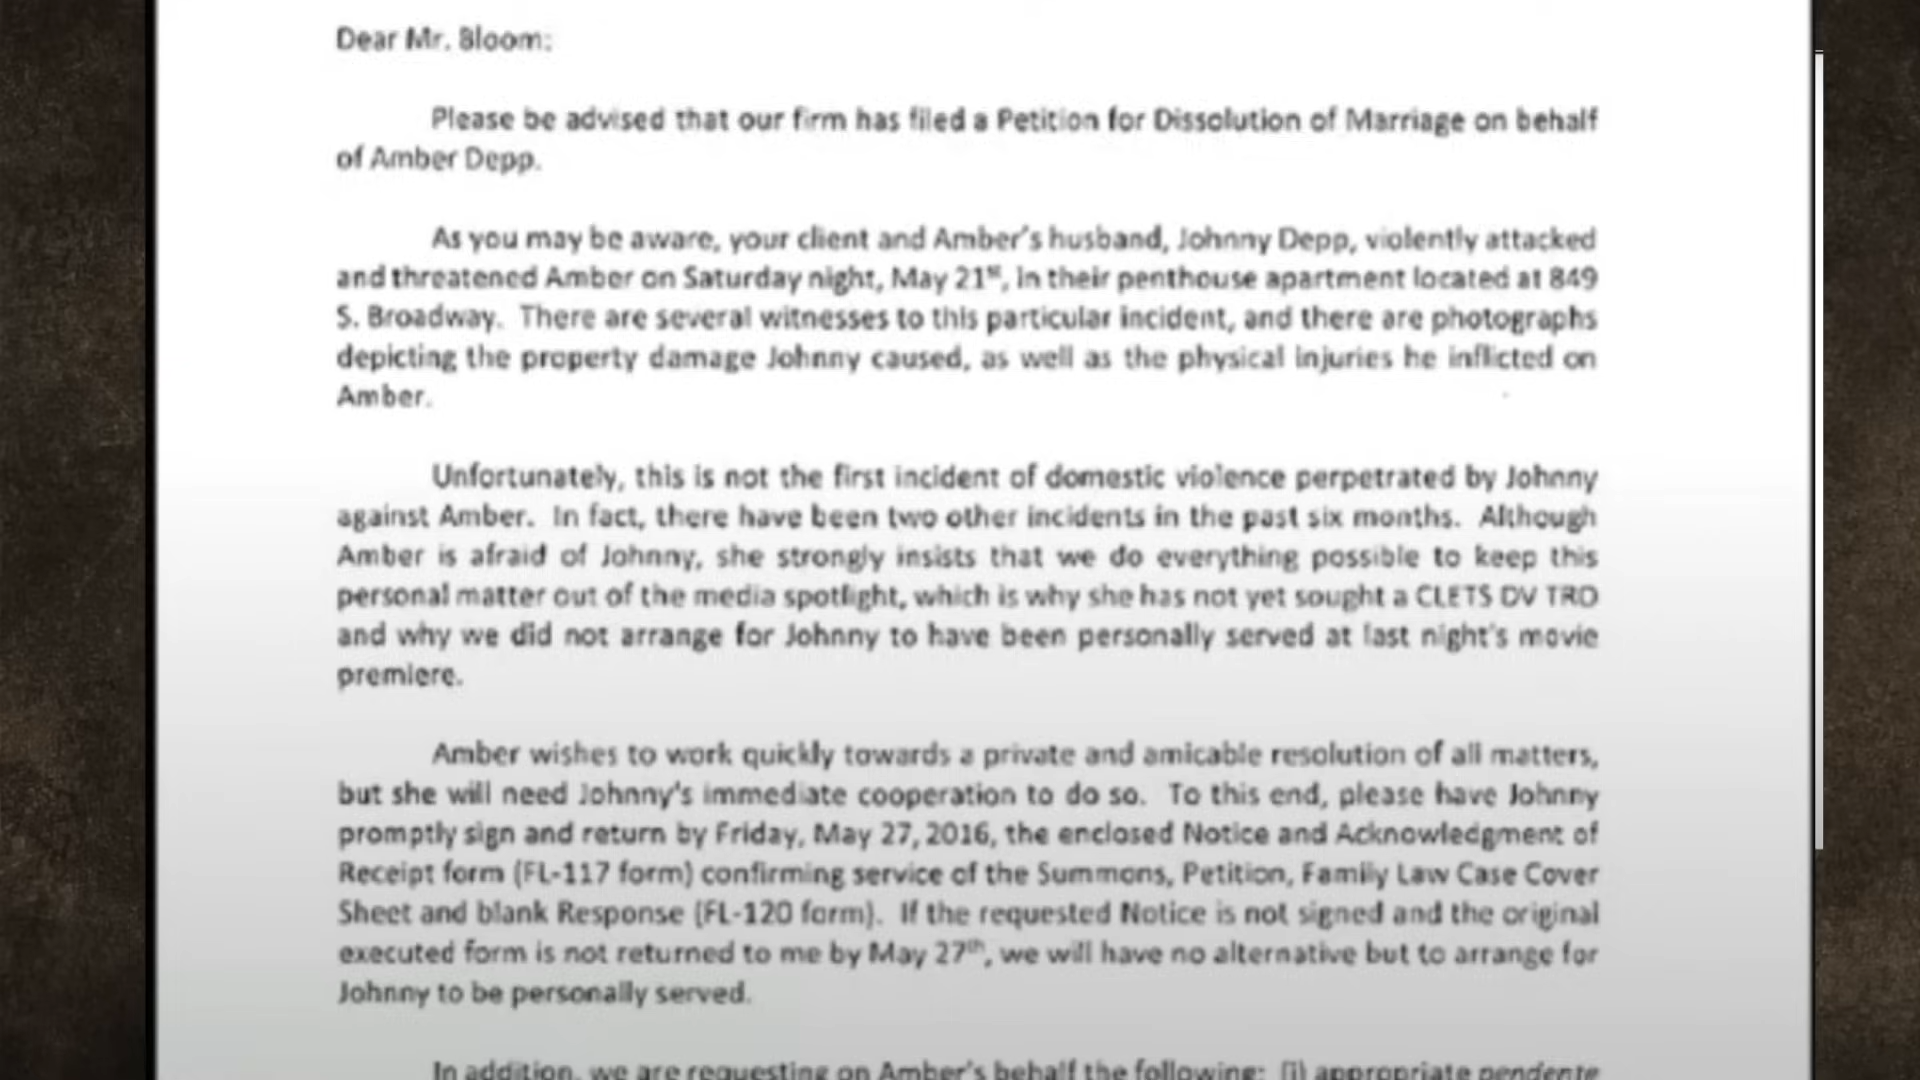 Dear Mr. Bloom:
Please be advised that our firm has filed a Petition for Dissolution of Marriage on behalf
of Amber Depp.
As you may be aware, your client and Amber's husband, Johnny Depp, violently attacked
and threatened Amber on Saturday night, May 21st, in their penthouse apartment located at 849
S. Broadway. There are several witnesses to this particular incident, and there are photographs
depicting the property damage Johnny caused, as well as the physical injuries he inflicted on
Amber.
Unfortunately, this is not the first incident of domestic violence perpetrated by Johnny
against Amber. In fact, there have been two other incidents in the past six months. Although
Amber is afraid of Johnny, she strongly insists that we do everything possible to keep this
personal matter out of the media spotlight, which is why she has not yet sought a CLETS DV TRO
and why we did not arrange for Johnny to have been personally served at last night's movie
premiere.
Amber wishes to work quickly towards a private and amicable resolution of all matters,
but she will need Johnny's immediate cooperation to do so. To this end, please have Johnny
promptly sign and return by Friday, May 27, 2016, the enclosed Notice and Acknowledgment of
Receipt form (FL-117 form) confirming service of the Summons, Petition, Family Law Case Cover
Sheet and blank Response (FL-120 form). If the requested Notice is not signed and the original
executed form is not returned to me by May 27th, we will have no alternative but to arrange for
Johnny to be personally served.
In addition, we are requesting on Amber's behalf the following: (i) appropriate pendente